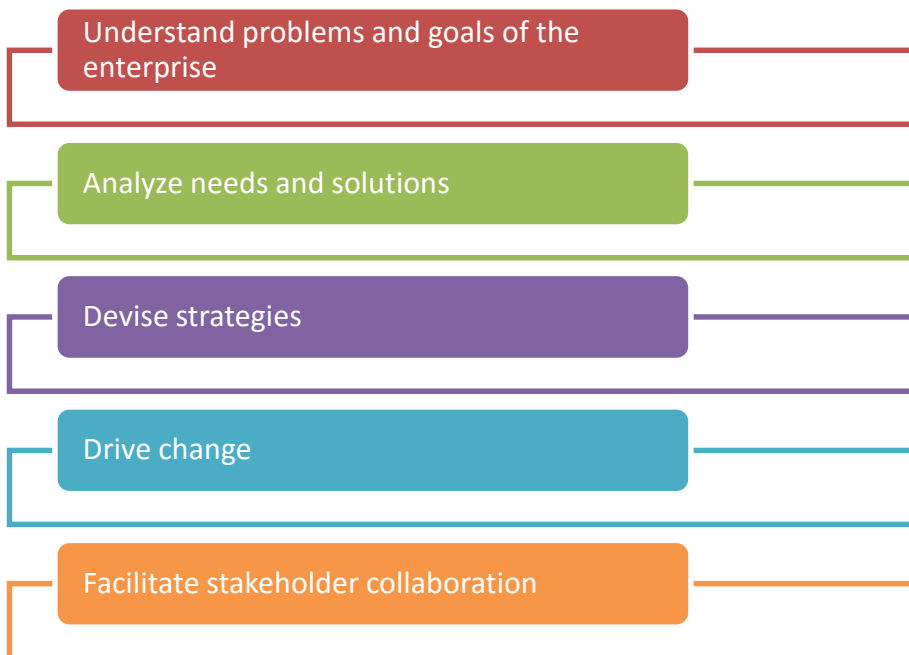 Understand problems and goals of the
enterprise
Analyze needs and solutions
Devise strategies
Drive change
Facilitate stakeholder collaboration